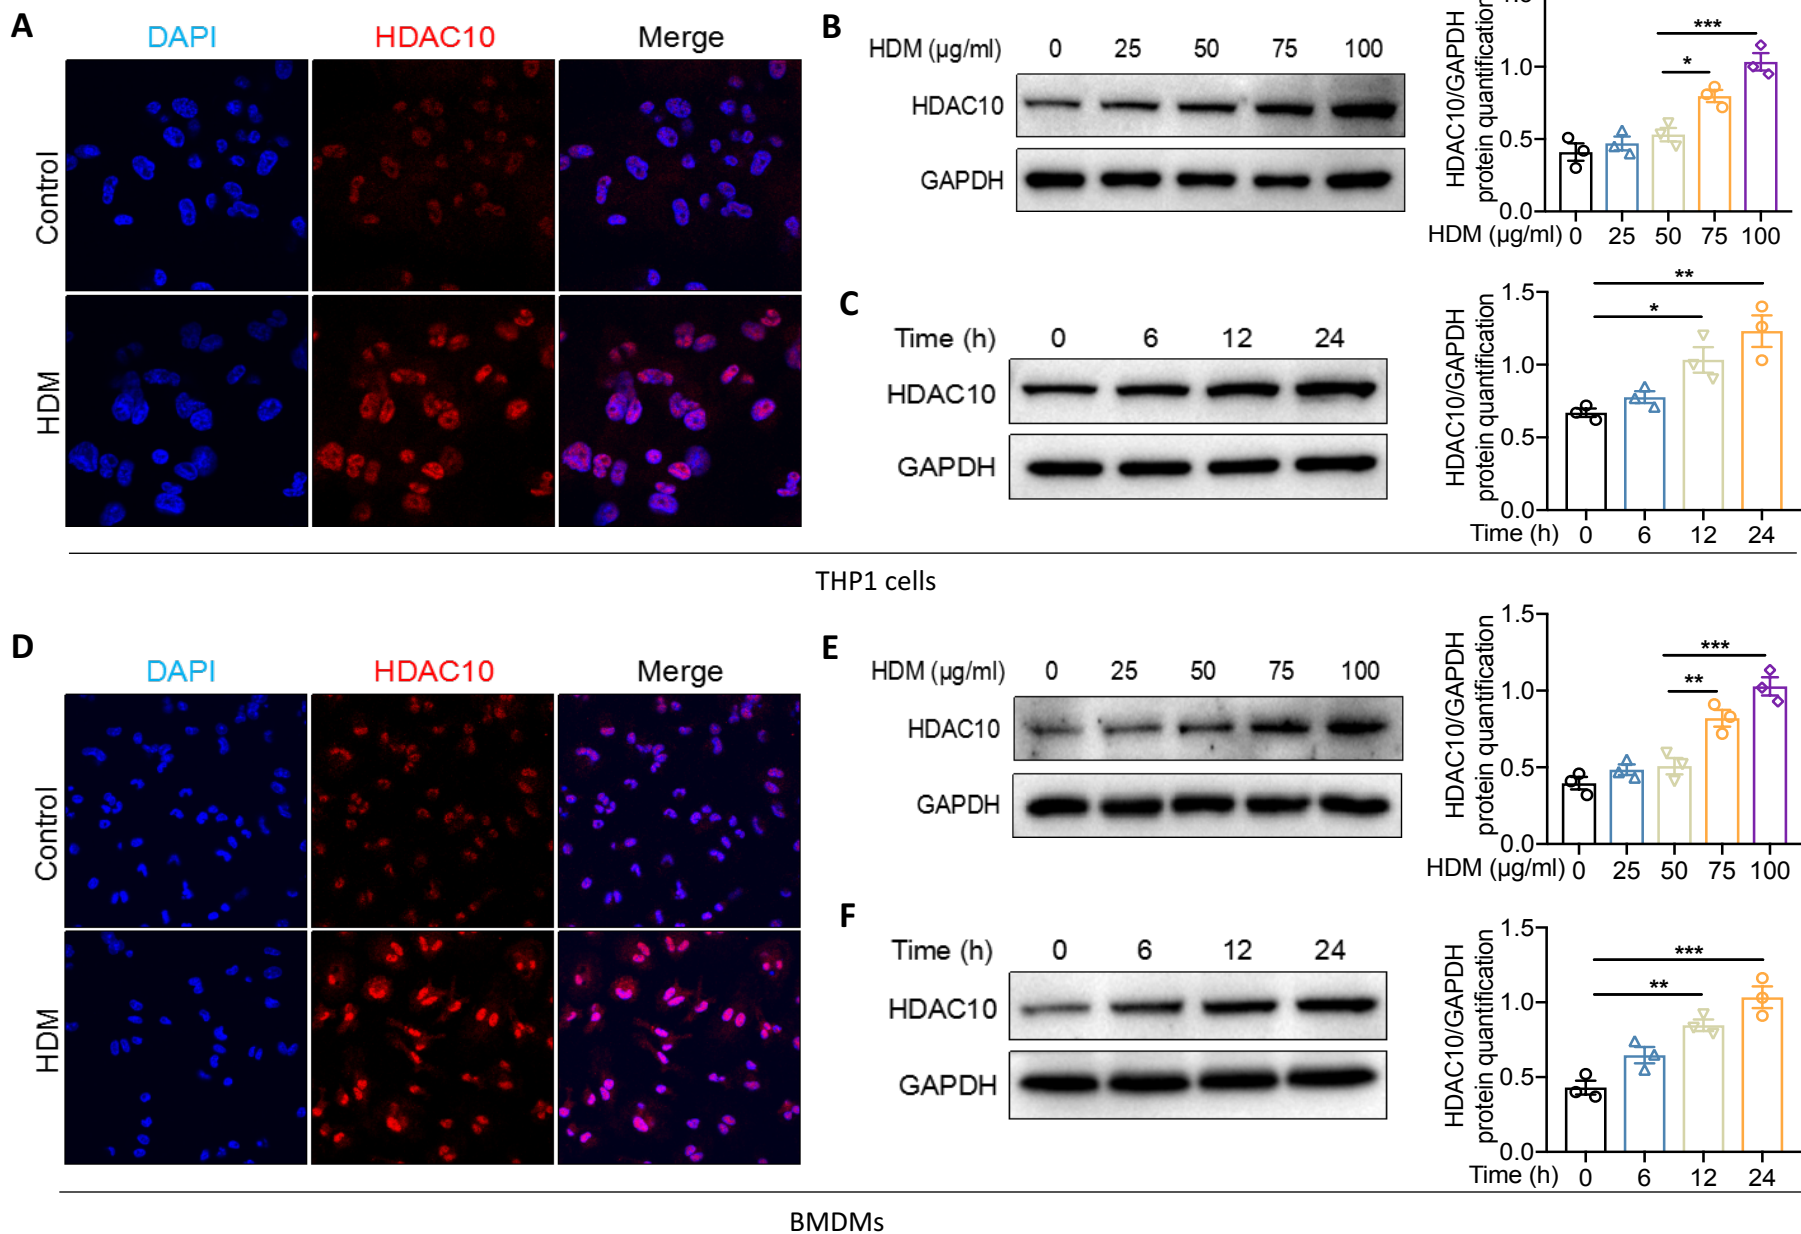 A
DAPI HDAC10 Merge
Control
HDM
B
HDM (µg/ml) 0 25 50 75 100
HDAC10
GAPDH
HDAC10/GAPDH
protein quantification
***
*
1.0
0.5
0.0
HDM (µg/ml) 0 25 50 75 100
C
Time (h) 0 6 12 24
HDAC10
GAPDH
HDAC10/GAPDH
protein quantification
**
*
1.5
1.0
0.5
0.0
Time (h) 0 6 12 24
THP1 cells
D
DAPI HDAC10 Merge
Control
HDM
E
HDM (µg/ml) 0 25 50 75 100
HDAC10
GAPDH
HDAC10/GAPDH
protein quantification
1.5
***
**
1.0
0.5
0.0
HDM (µg/ml) 0 25 50 75 100
F
Time (h) 0 6 12 24
HDAC10
GAPDH
HDAC10/GAPDH
protein quantification
1.5
***
**
1.0
0.5
0.0
Time (h) 0 6 12 24
BMDMs